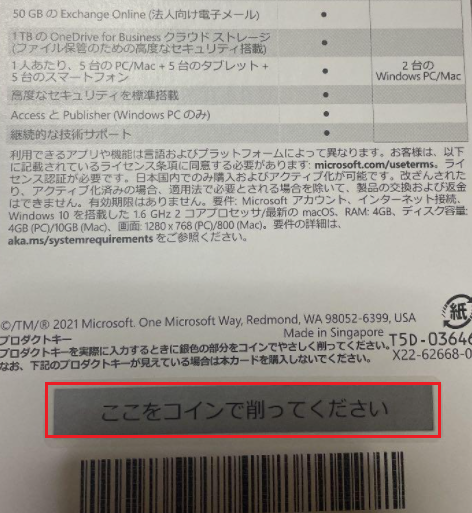 50 GB の Exchange Online (法人向け電子メール)
1 TB の OneDrive for Business クラウド ストレージ
(ファイル保管のための高度なセキュリティ搭載)
1 人あたり、5 台の PC/Mac + 5 台のタブレット +
5 台のスマートフォン
2 台の
Windows PC/Mac
高度なセキュリティを標準搭載
Access と Publisher (Windows PC のみ)
継続的な技術サポート
利用できるアプリや機能は言語およびプラットフォームによって異なります。お客様は、以下
に記載されているライセンス条項に同意する必要があります: microsoft.com/useterms。ライ
センス認証が必要です。日本国内でのみ購入およびアクティブ化が可能です。改ざんされた
り、アクティブ化済みの場合、適用法で必要とされる場合を除いて、製品の交換および返品
はできません。有効期限はありません。要件: Microsoft アカウント、インターネット接続、
Windows 10 を搭載した 1.6 GHz 2 コアプロセッサ/最新の macOS、RAM: 4GB、ディスク容量:
4GB (PC)/10GB (Mac)、画面: 1280 x 768 (PC)/800 (Mac)。要件の詳細は、
aka.ms/systemrequirements をご参照ください。
紙
©/TM/® 2021 Microsoft. One Microsoft Way, Redmond, WA 98052-6399, USA
Made in Singapore
T5D-03646
X22-62668-0
プロダクトキー
プロダクトキーを実際に入力するときに銀色の部分をコインでやさしく削ってください。
なお、下記のプロダクトキーが見えている場合は本カードを購入しないでください。
ここをコインで削ってください